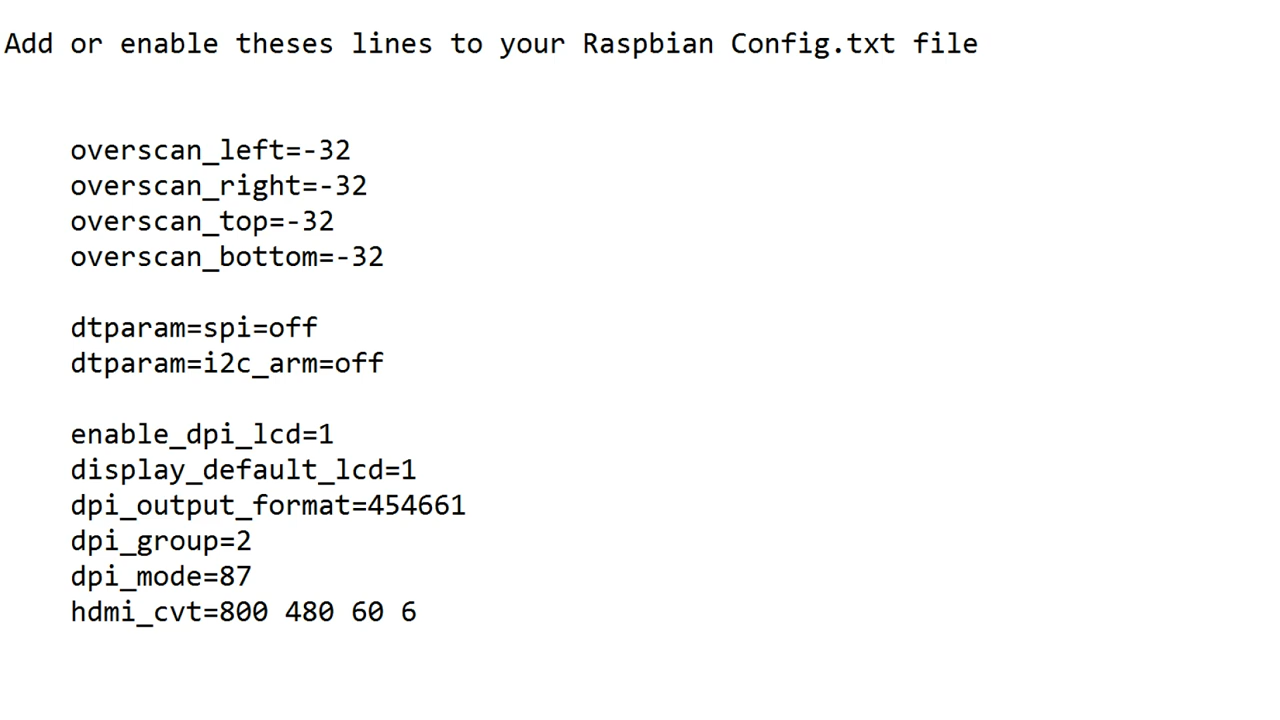 Add or enable theses lines to your Raspbian Config.txt file
overscan_left=-32
overscan_right=-32
overscan_top=-32
overscan_bottom=-32
dtparam=spi=off
dtparam=i2c_arm=off
enable_dpi_lcd=1
display_default_lcd=1
dpi_output_format=454661
dpi_group=2
dpi_mode=87
hdmi_cvt=800 480 60 6